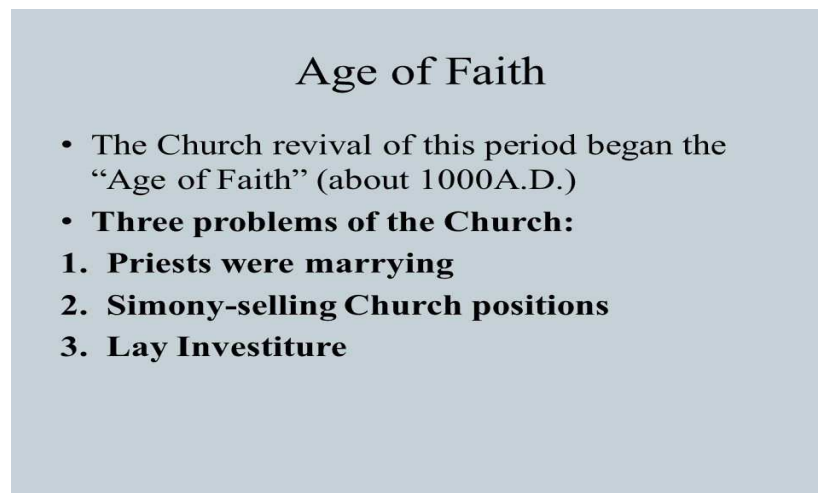 Age of Faith
• The Church revival of this period began the
“Age of Faith” (about 1000A.D.)
• Three problems of the Church:
1. Priests were marrying
2. Simony-selling Church positions
3. Lay Investiture